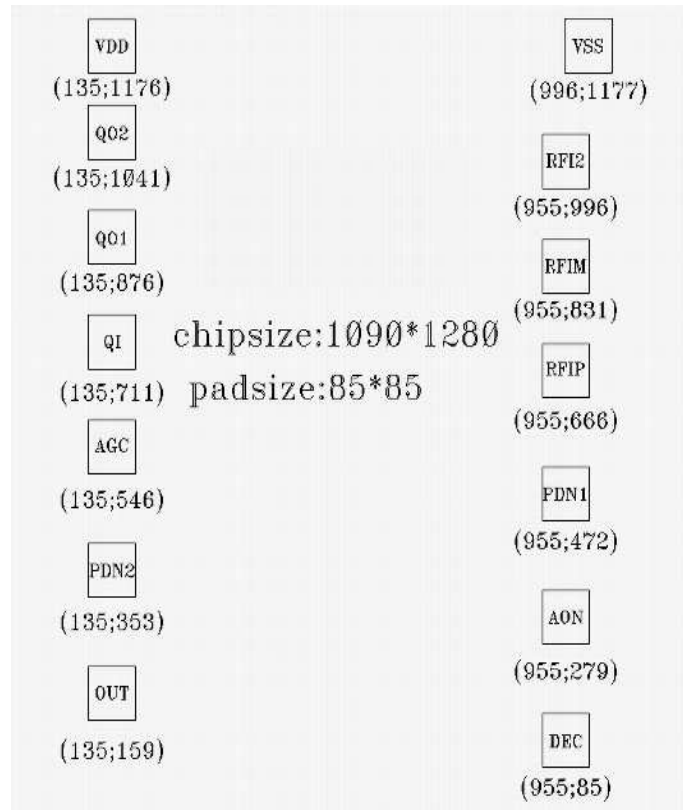 VDD
(135;1176)
QO2
(135;1041)
QO1
(135;876)
QI
(135;711)
AGC
(135;546)
PDN2
(135;353)
OUT
(135;159)
chipsize:1090*1280
padsize:85*85
VSS
(996;1177)
RFI2
(955;996)
RFIM
(955;831)
RFIP
(955;666)
PDN1
(955;472)
AON
(955;279)
DEC
(955;85)